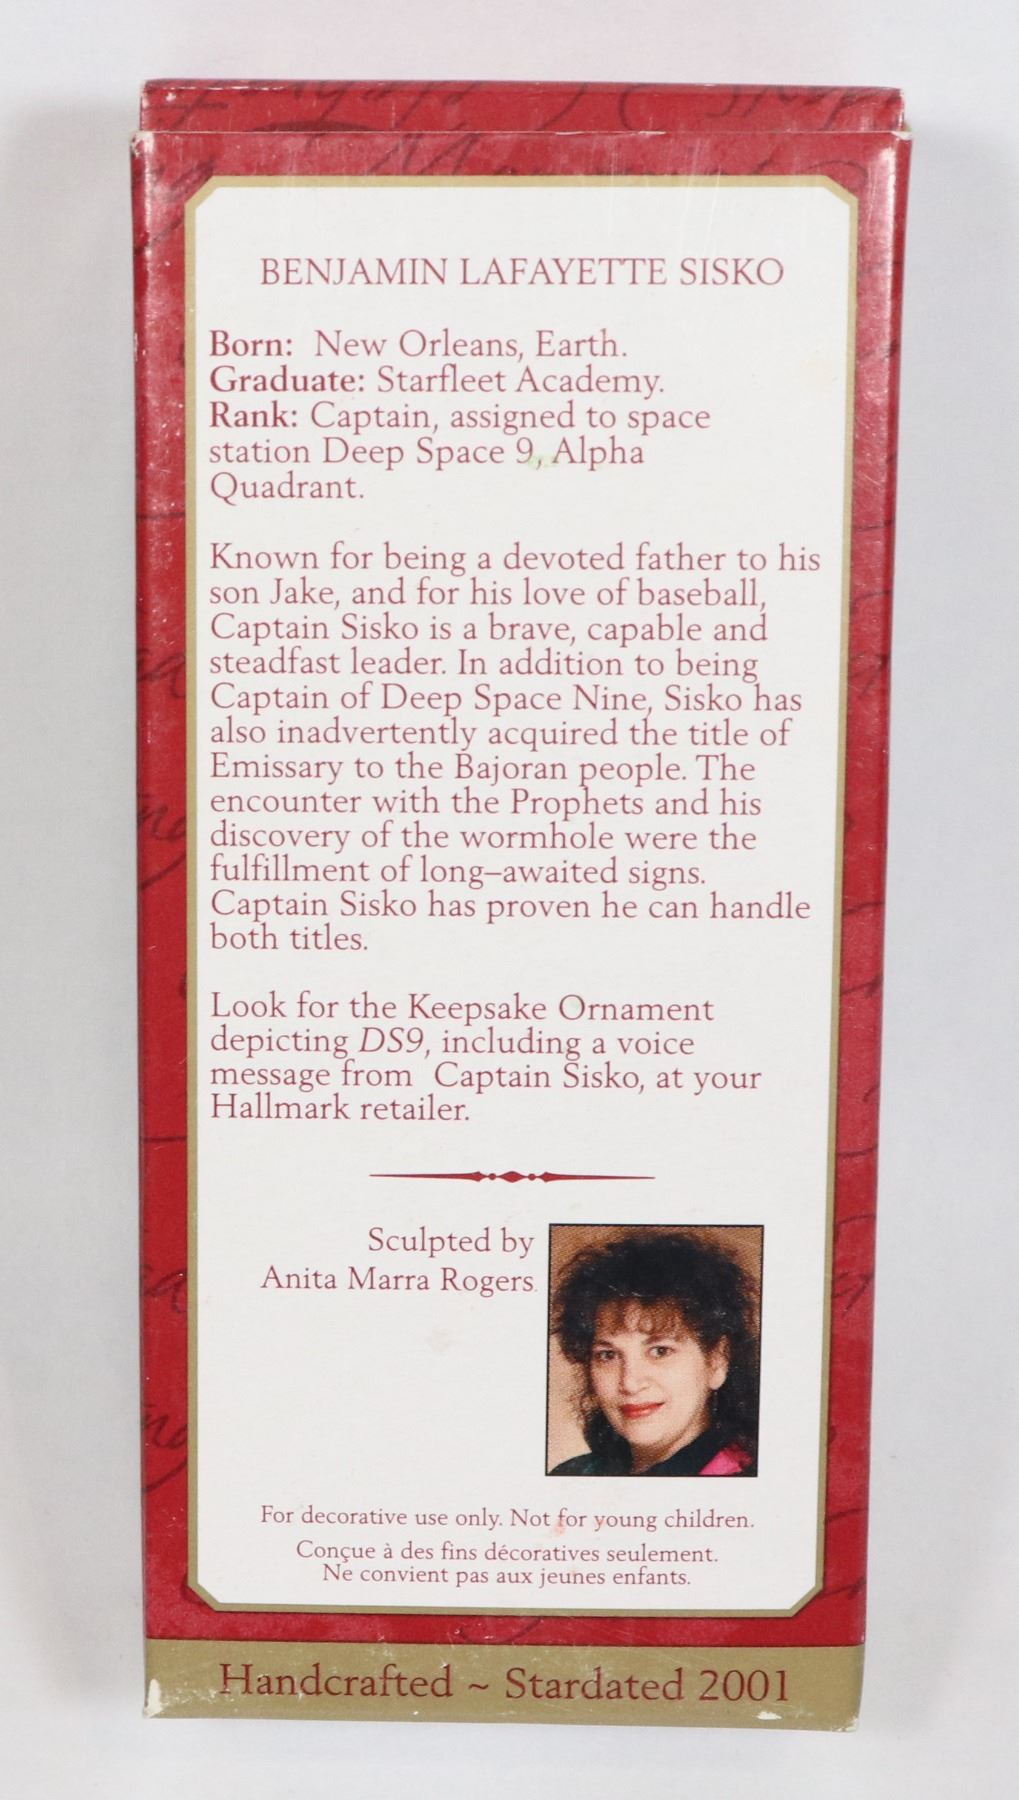 BENJAMIN LAFAYETTE SISKO
Born: New Orleans, Earth.
Graduate: Starfleet Academy.
Rank: Captain, assigned to space
station Deep Space 9, Alpha
Quadrant.
Known for being a devoted father to his
son Jake, and for his love of baseball,
Captain Sisko is a brave, capable and
steadfast leader. In addition to being
Captain of Deep Space Nine, Sisko has
also inadvertently acquired the title of
Emissary to the Bajoran people. The
encounter with the Prophets and his
discovery of the wormhole were the
fulfillment of long–awaited signs.
Captain Sisko has proven he can handle
both titles.
Look for the Keepsake Ornament
depicting DS9, including a voice
message from Captain Sisko, at your
Hallmark retailer.
Sculpted by
Anita Marra Rogers.
For decorative use only. Not for young children.
Conçue à des fins décoratives seulement.
Ne convient pas aux jeunes enfants.
Handcrafted ~ Stardated 2001